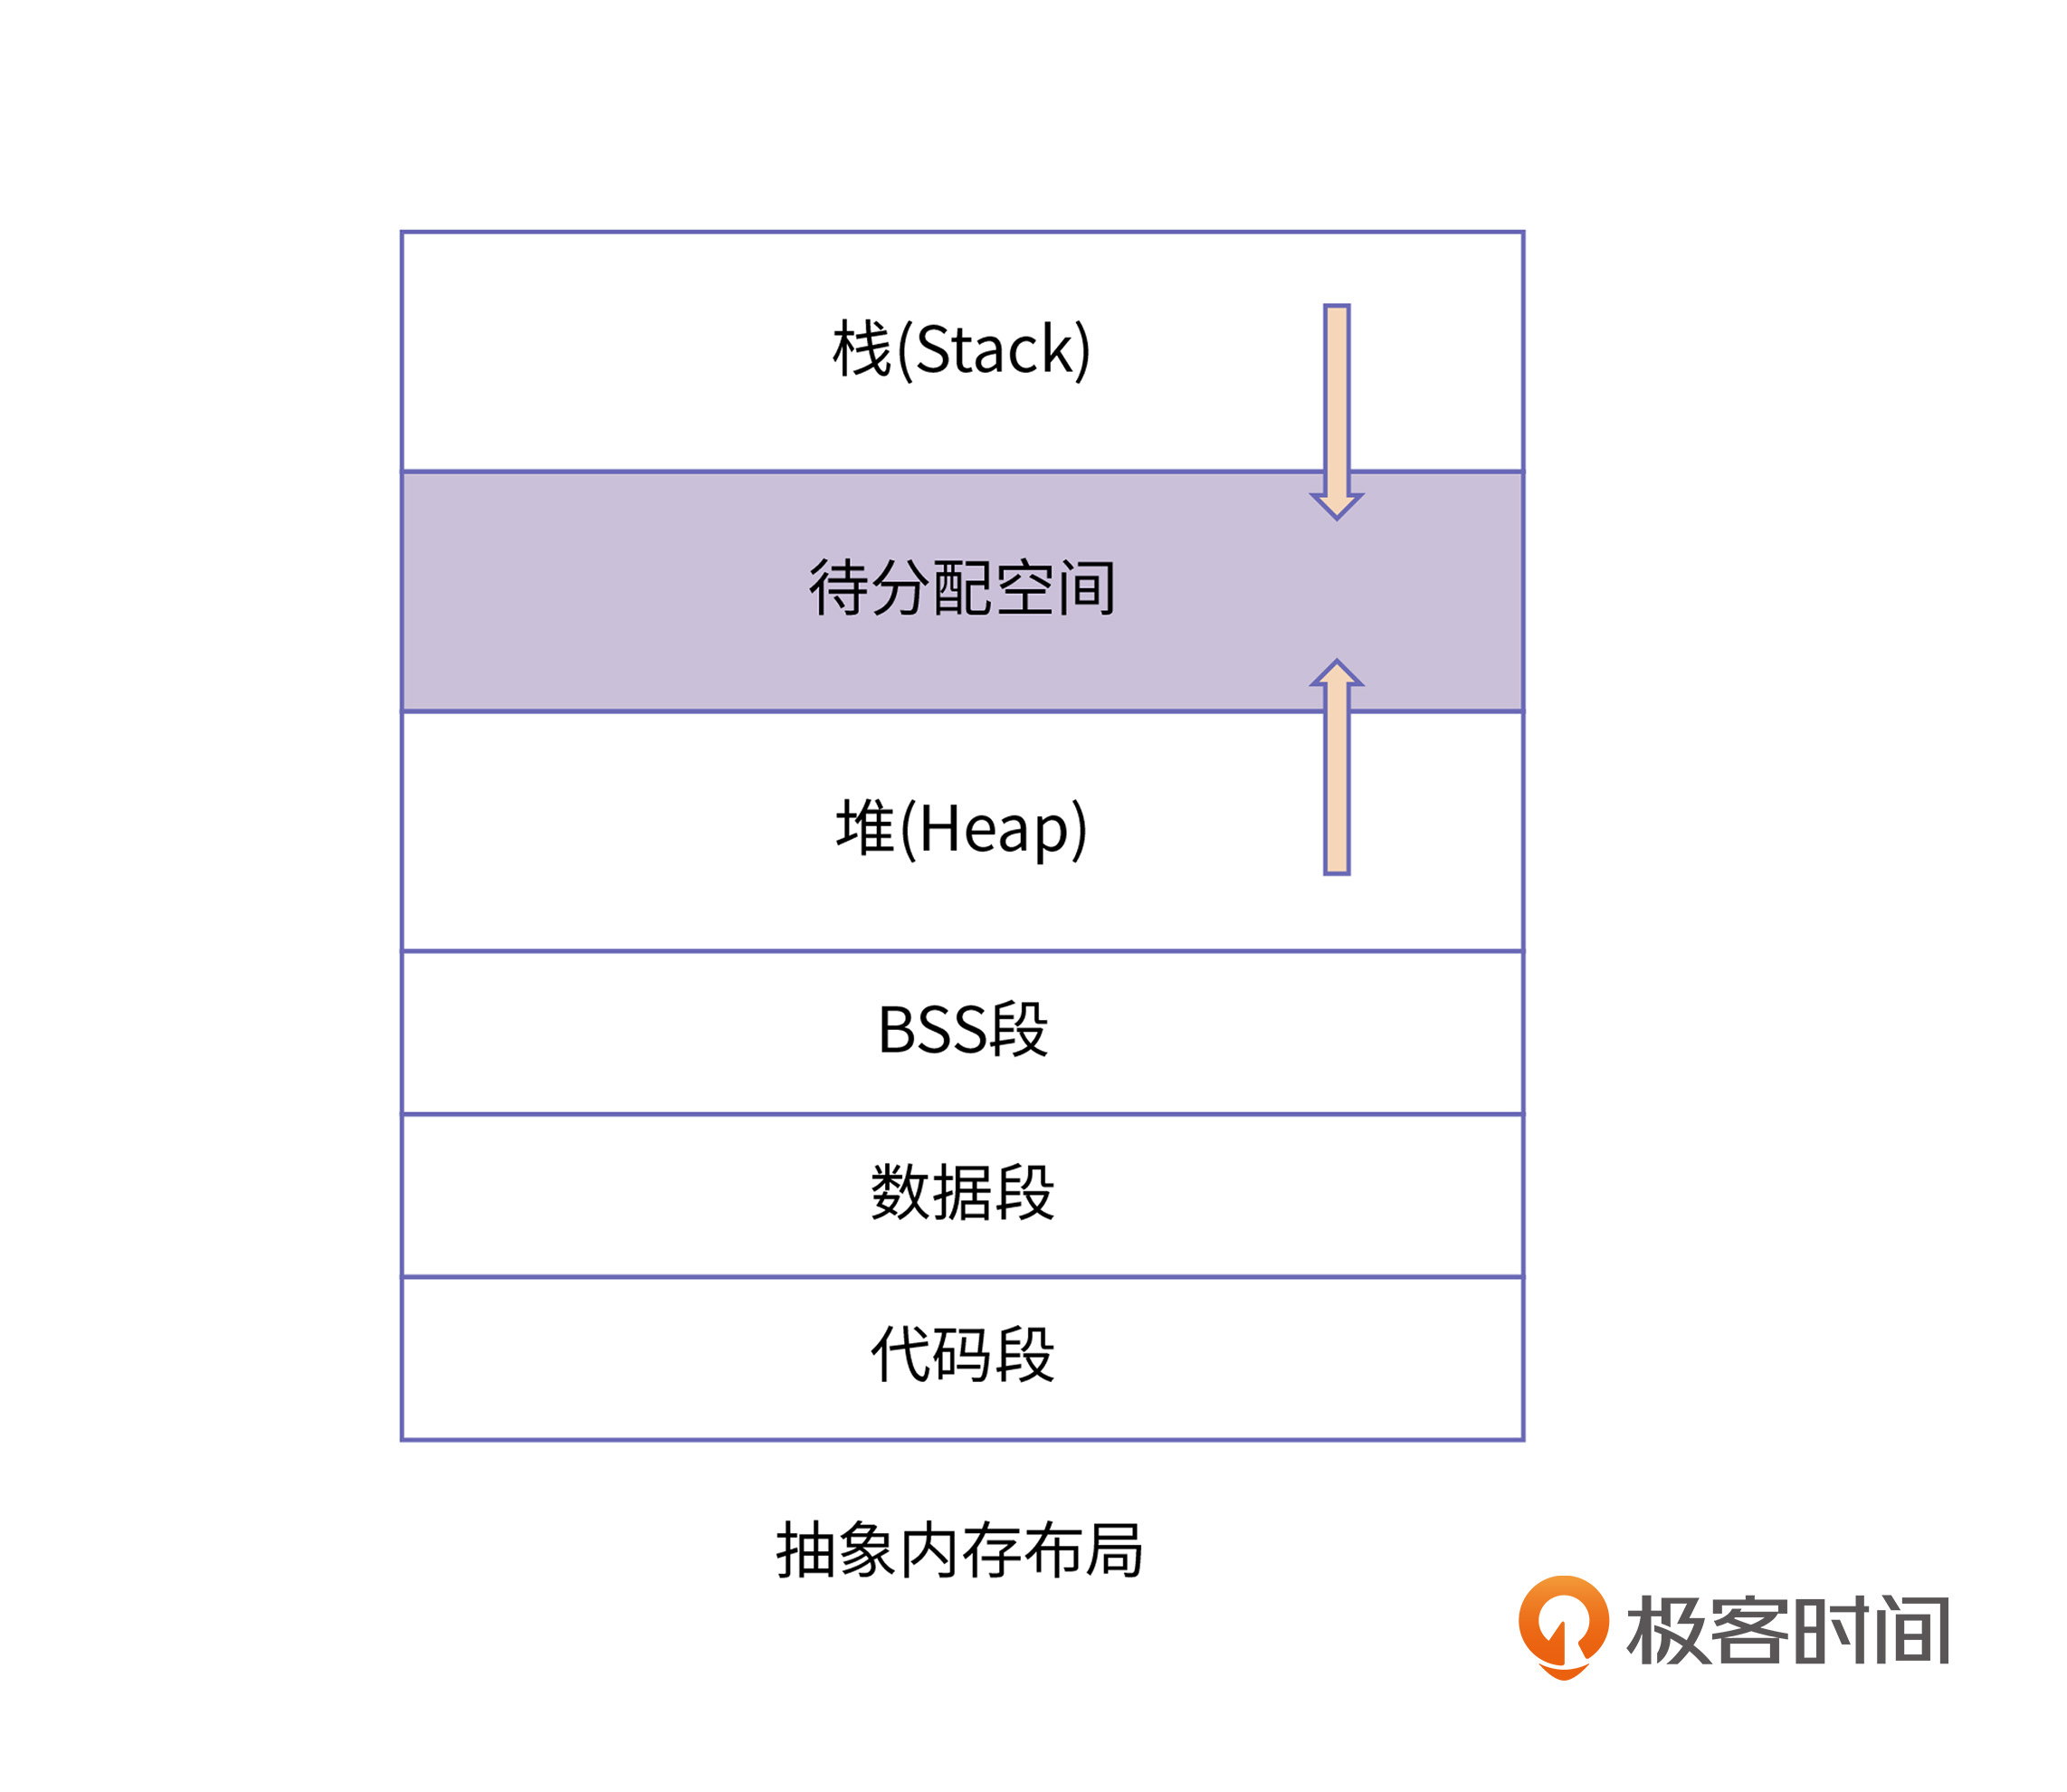 栈(Stack)
待分配空间
堆(Heap)
BSS段
数据段
代码段
抽象内存布局
极客时间